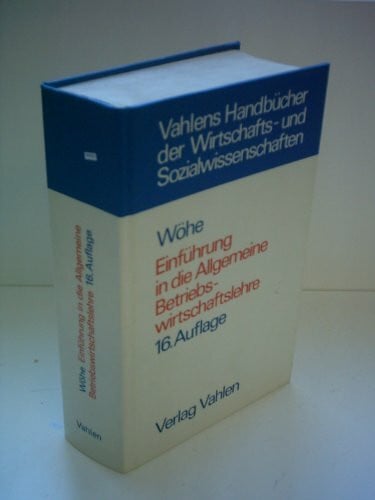 Vahlens Handbücher
der Wirtschafts- und
Sozialwissenschaften
Wöhe
Einführung
in die Allgemeine
Betriebs-
wirtschaftslehre
16. Auflage
Verlag Vahlen
Wöhe Einführung in die Allgemeine
Betriebswirtschaftslehre 16. Auflage
Vahlen